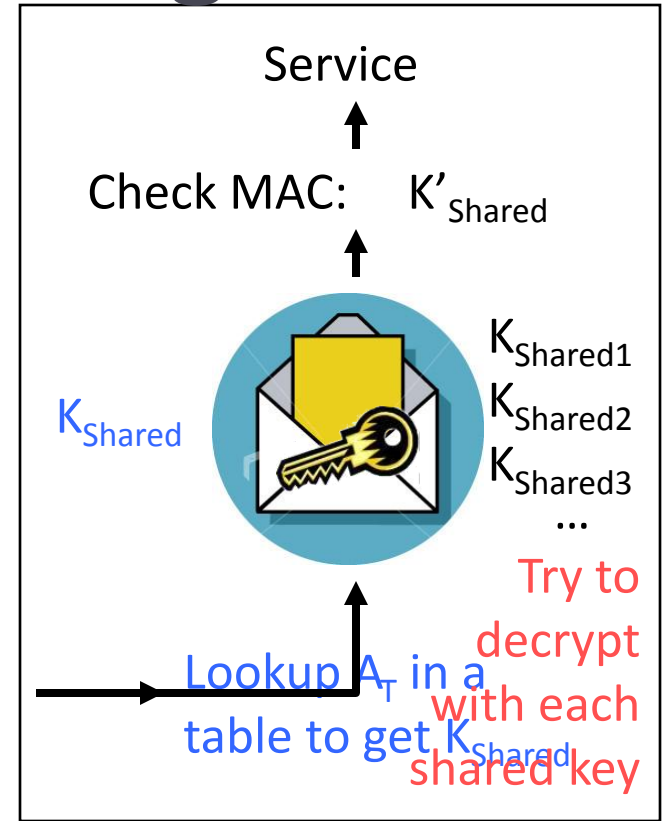 Service
Check MAC: K’Shared
KShared
KShared1
KShared2
KShared3
...
Try to
decrypt
with each
shared key
Lookup AT in a
table to get KShared